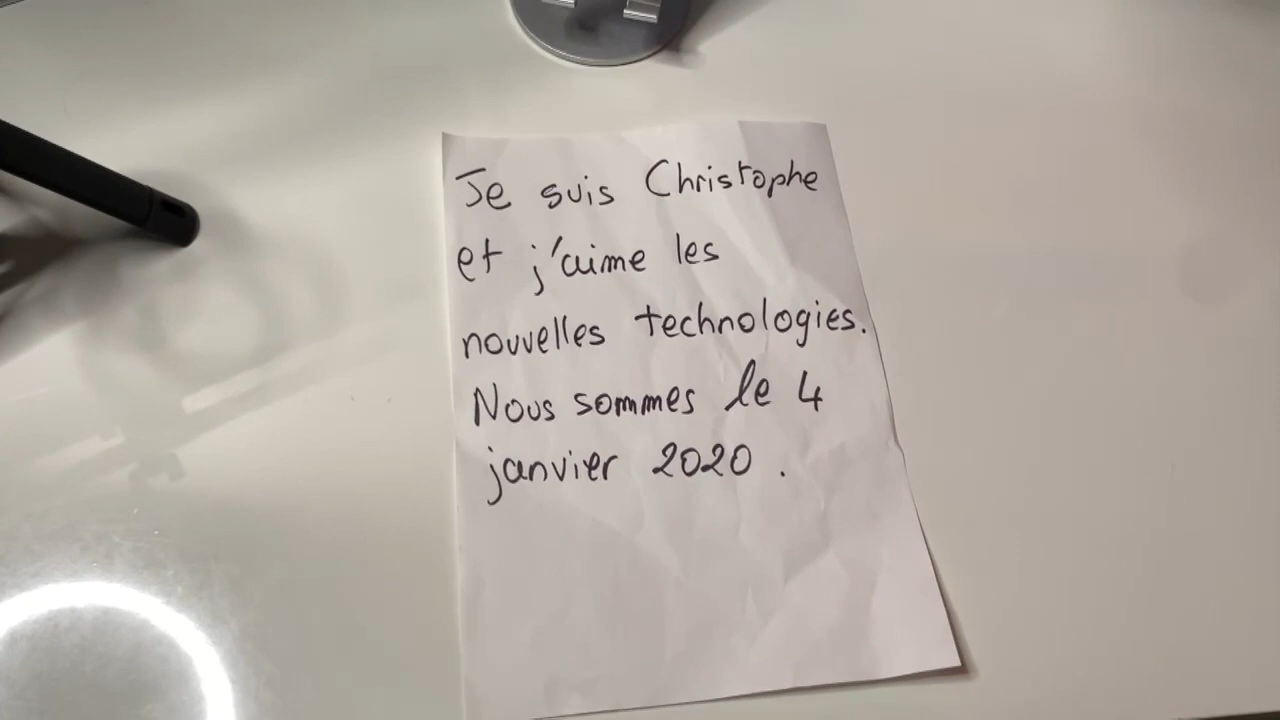 Je suis Christophe
et j'aime les
nouvelles technologies.
Nous sommes le 4
janvier 2020.